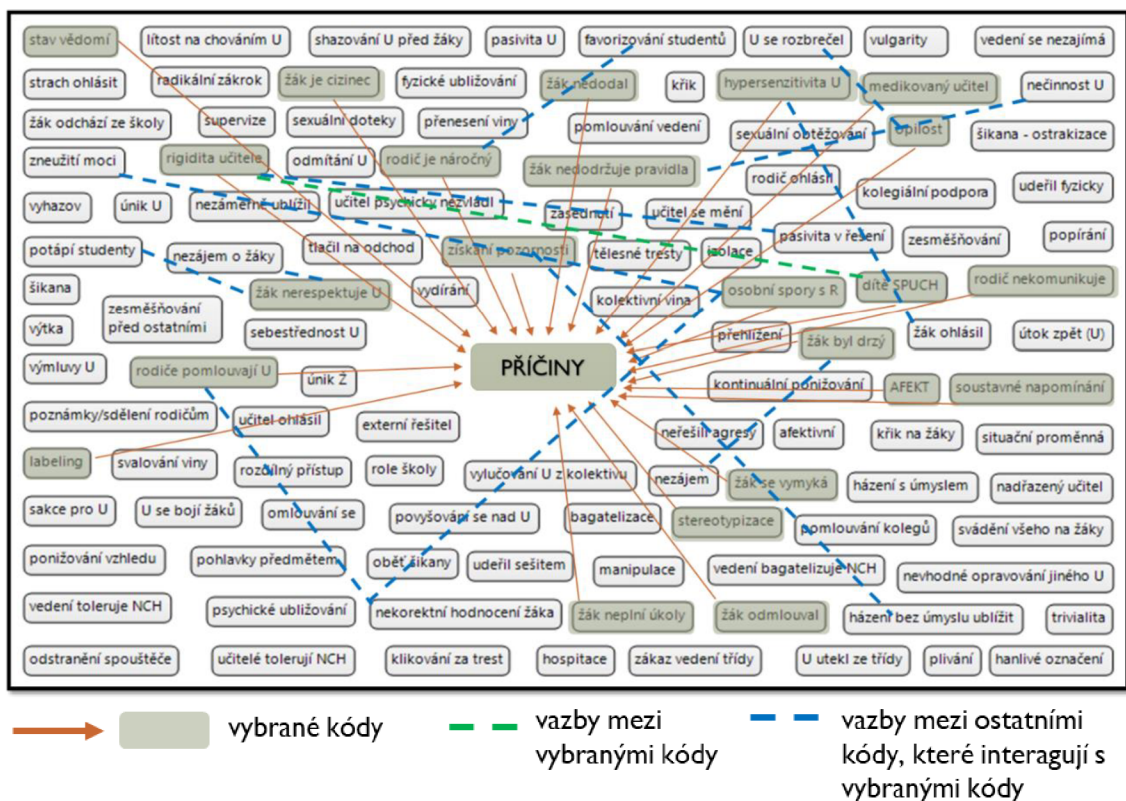 stav vědomí
lítost na chováním U
shazování U před žáky
pasivita U
favorizování studentů
U se rozbrečel
vulgarity
vedení se nezajímá
strach ohlásit
radikální zákrok
žák je cizinec
fyzické ubližování
žák nedodal
křik
hypersenzitivita U
medikovaný učitel
nečinnost U
žák odchází ze školy
supervize
sexuální doteky
přenesení viny
pomlouvání vedení
sexuální obtěžování
opilost
šikana - ostrakizace
zneužití moci
rigidita učitele
odmítání U
rodič je náročný
žák nedodržuje pravidla
rodič ohlásil
kolegiální podpora
udeřil fyzicky
vyhazov
únik U
nezáměrně ublížil
učitel psychicky nezvládl
zasednutí
učitel se mění
pasivita v řešení
zesměšňování
popírání
potápí studenty
nezájem o žáky
tlačil na odchod
získání pozornosti
tělesné tresty
izolace
šikana
žák nerespektuje U
vydírání
kolektivní vina
osobní spory s R
dítě SPUCH
rodič nekomunikuje
výtka
zesměšňování
před ostatními
sebestřednost U
přehlížení
žák byl drzý
žák ohlásil
útok zpět (U)
výmluvy U
rodiče pomlouvají U
únik Ž
PŘÍČINY
kontinuální ponižování
AFEKT
soustavné napomínání
poznámky/sdělení rodičům
učitel ohlásil
externí řešitel
neřešili agresy
afektivní
křik na žáky
situační proměnná
labeling
svalování viny
rozdílný přístup
role školy
vylučování U z kolektivu
nezájem
žák se vymyká
házení s úmyslem
nadřazený učitel
sakce pro U
U se bojí žáků
omlouvání se
povyšování se nad U
bagatelizace
stereotypizace
pomlouvání kolegů
svádění všeho na žáky
ponižování vzhledu
pohlavky předmětem
oběť šikany
udeřil sešitem
manipulace
vedení bagatelizuje NCH
nevhodné opravování jiného U
vedení toleruje NCH
psychické ubližování
nekorektní hodnocení žáka
žák neplní úkoly
žák odmlouval
házení bez úmyslu ublížit
trivialita
odstranění spouštěče
učitelé tolerují NCH
klikování za trest
hospitace
zákaz vedení třídy
U utekl ze třídy
plivání
hanlivé označení
vybrané kódy
vazby mezi
vybranými kódy
vazby mezi ostatními
kódy, které interagují s
vybranými kódy